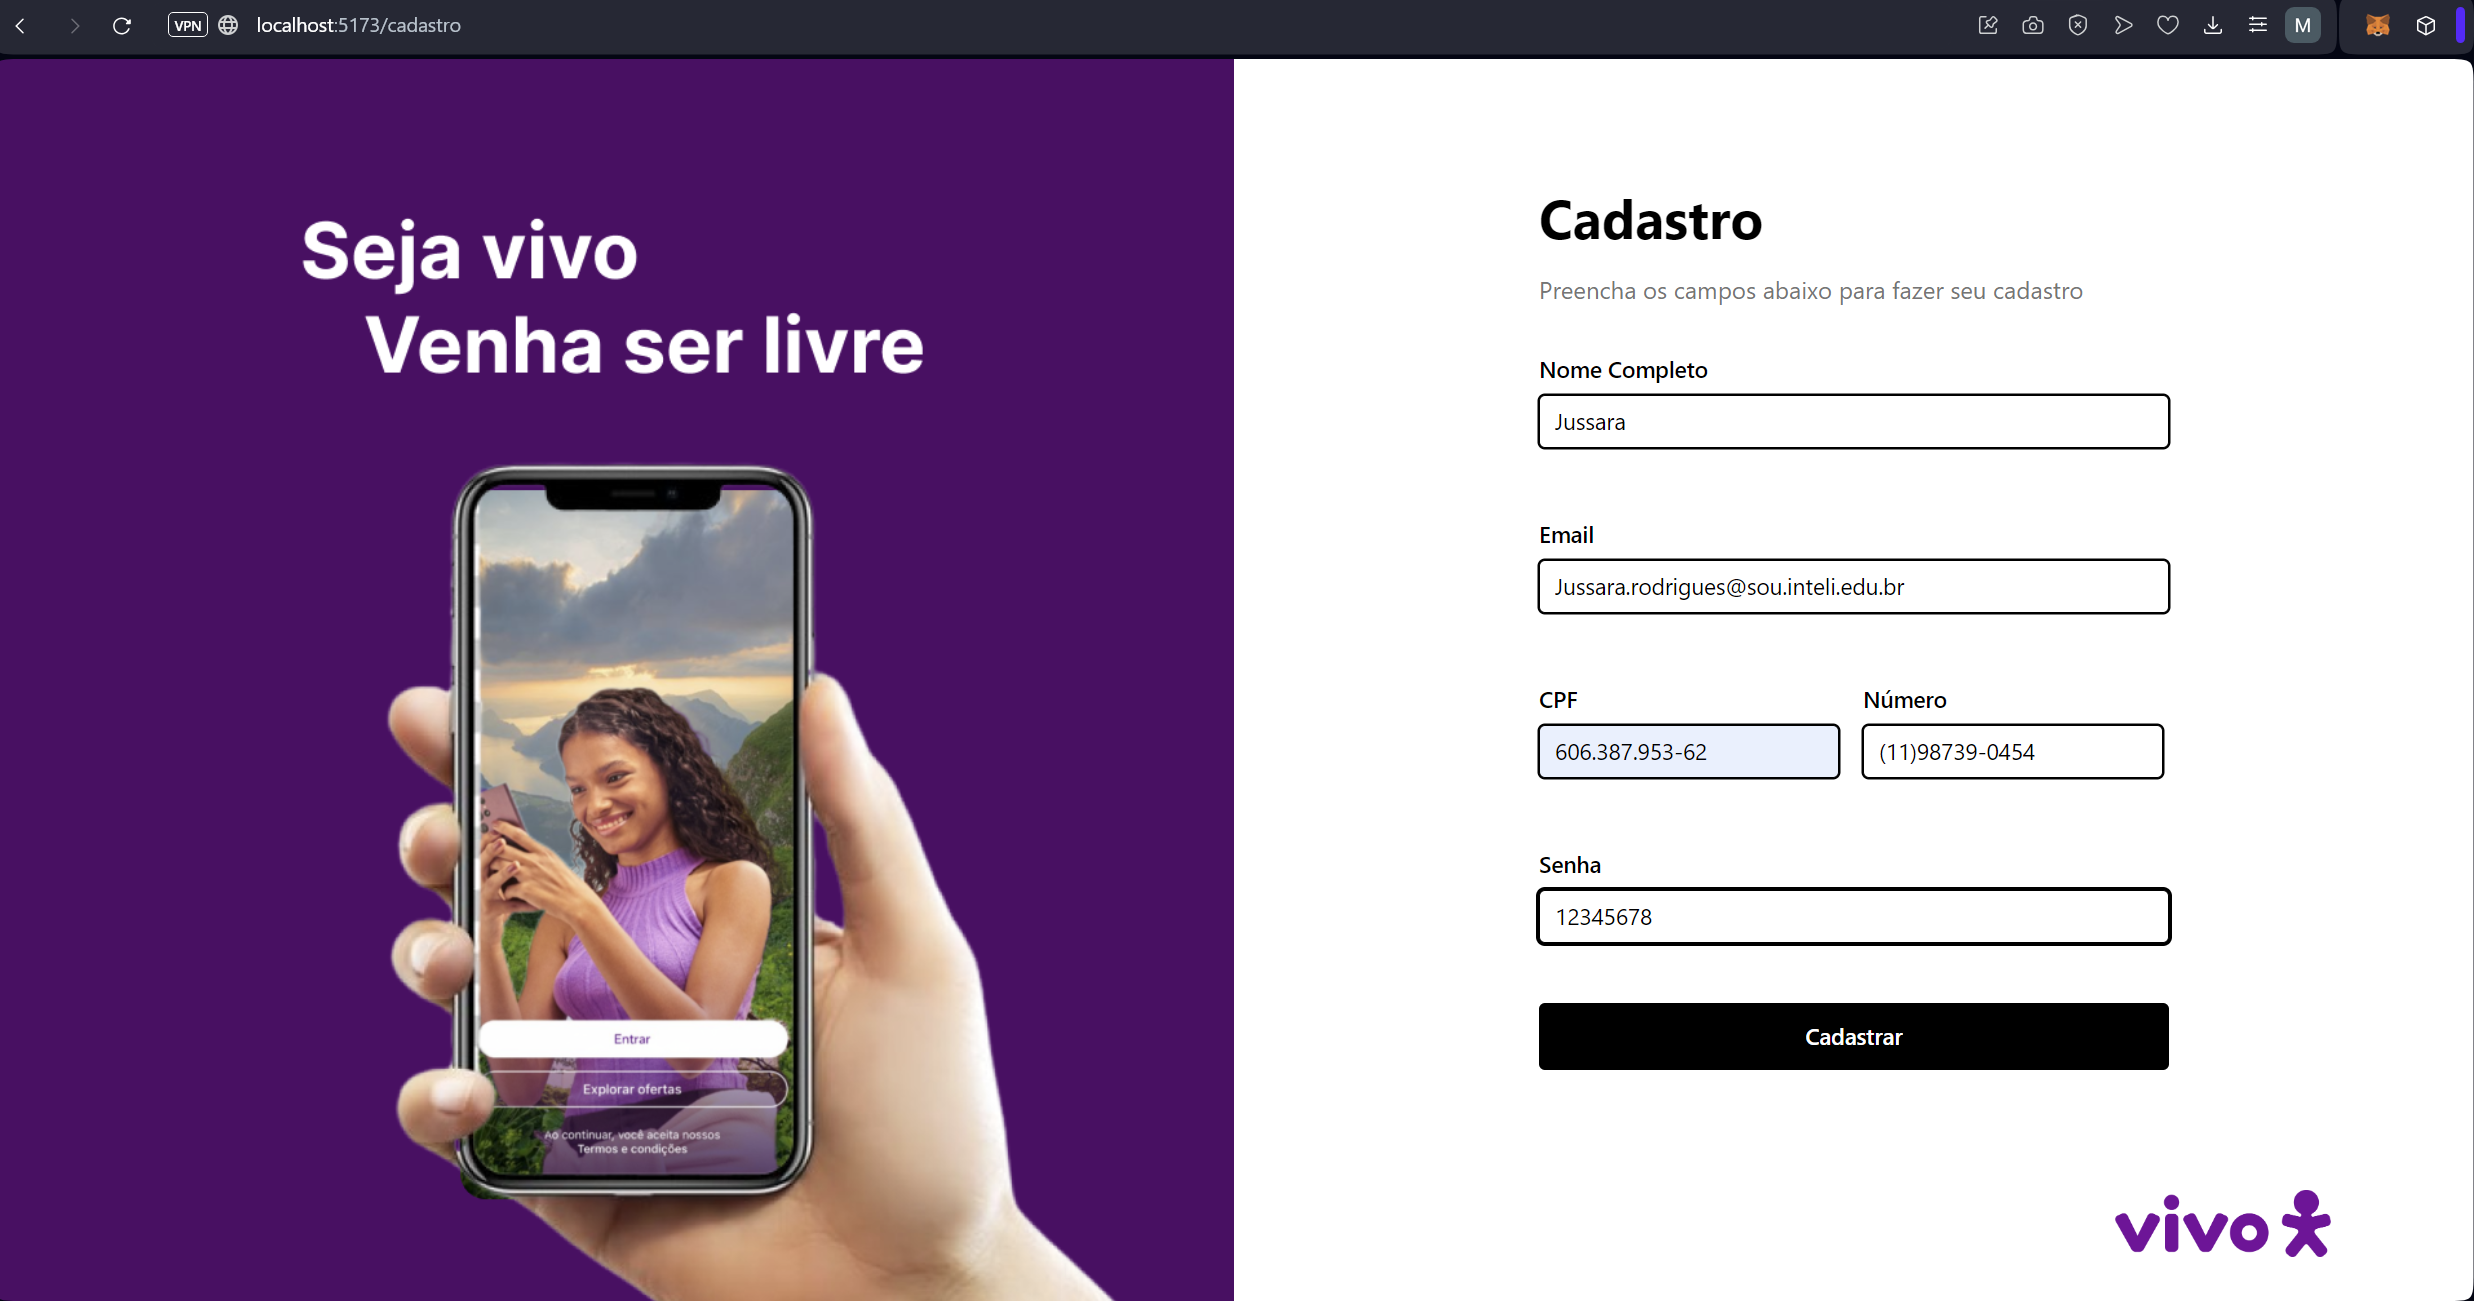 VPN
localhost:5173/cadastro
M
Seja vivo
Venha ser livre
Entrar
Explorar ofertas
Ao continuar, você aceita nossos
Termos e condições
Cadastro
Preencha os campos abaixo para fazer seu cadastro
Nome Completo
Jussara
Email
Jussara.rodrigues@sou.inteli.edu.br
CPF
Número
606.387.953-62
(11)98739-0454
Senha
12345678
Cadastrar
vivo